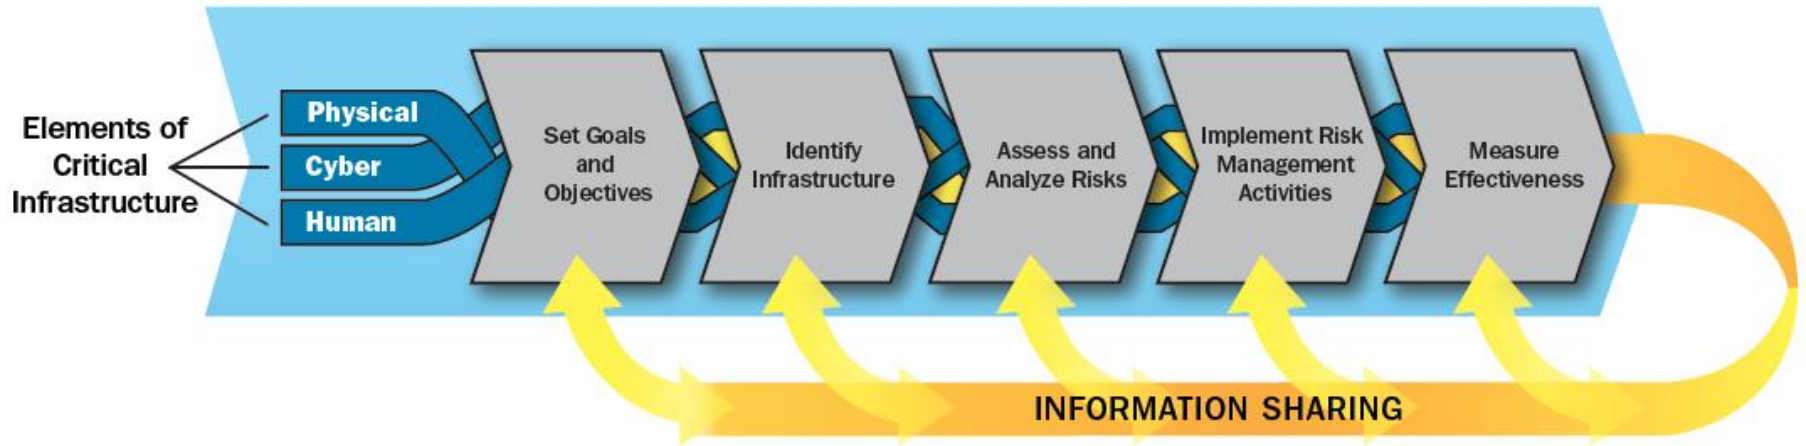 Elements of
Critical
Infrastructure
Physical
Cyber
Human
Set Goals
and
Objectives
Identify
Infrastructure
Assess and
Analyze Risks
Implement Risk
Management
Activities
Measure
Effectiveness
INFORMATION SHARING